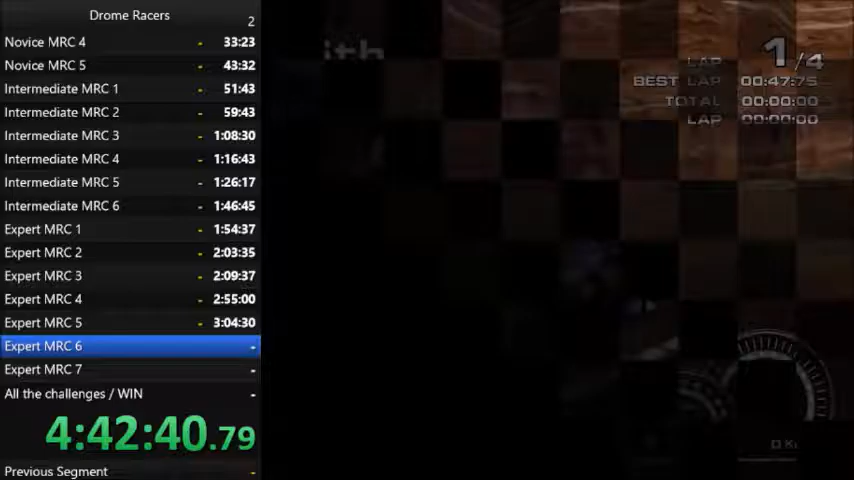 Drome Racers
2
Novice MRC 4 - 33:23
Novice MRC 5 - 43:32
Intermediate MRC 1 - 51:43
Intermediate MRC 2 - 59:43
Intermediate MRC 3 - 1:08:30
Intermediate MRC 4 - 1:16:43
Intermediate MRC 5 - 1:26:17
Intermediate MRC 6 - 1:46:45
Expert MRC 1 - 1:54:37
Expert MRC 2 - 2:03:35
Expert MRC 3 - 2:09:37
Expert MRC 4 - 2:55:00
Expert MRC 5 - 3:04:30
Expert MRC 6 -
Expert MRC 7 -
All the challenges / WIN -
4:42:40.79
Previous Segment -
LAP 1/4
BEST LAP 00:47:75
TOTAL 00:00:00
LAP 00:00:00